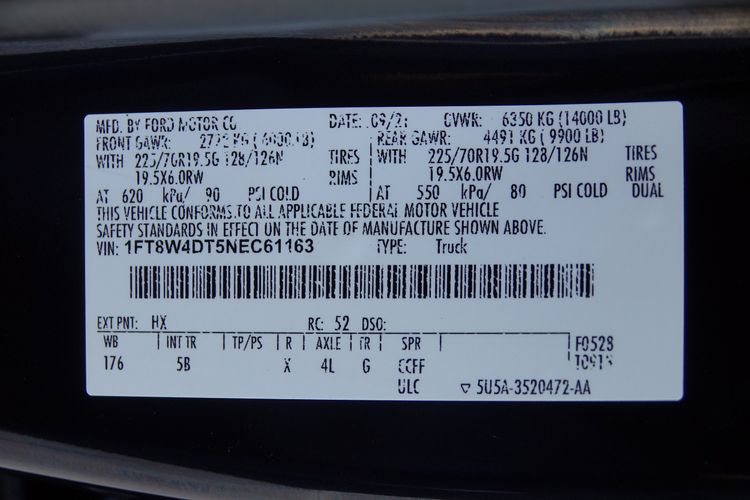 MFD. BY FORD MOTOR CO. DATE: 09/21 GVWR: 6350 KG (14000 LB)
FRONT GAWR: KG (6000 LB) REAR GAWR: 4491 KG (9900 LB)
WITH 225/70R19.5G 128/126N TIRES WITH 225/70R19.5G 128/126N TIRES
19.5X6.0RW RIMS 19.5X6.0RW RIMS
AT 620 kPa/ 90 PSI COLD AT 550 kPa/ 80 PSI COLD DUAL
THIS VEHICLE CONFORMS TO ALL APPLICABLE FEDERAL MOTOR VEHICLE
SAFETY STANDARDS IN EFFECT ON THE DATE OF MANUFACTURE SHOWN ABOVE.
VIN: 1FT8W4DT5NEC61163 TYPE: Truck
EXT PNT: HX RC: 52 DSO:
WB INT TR TP/PS R AXLE TR SPR F0528
176 5B X 4L G CCFF
ULC ▽ 5U5A-3520472-AA